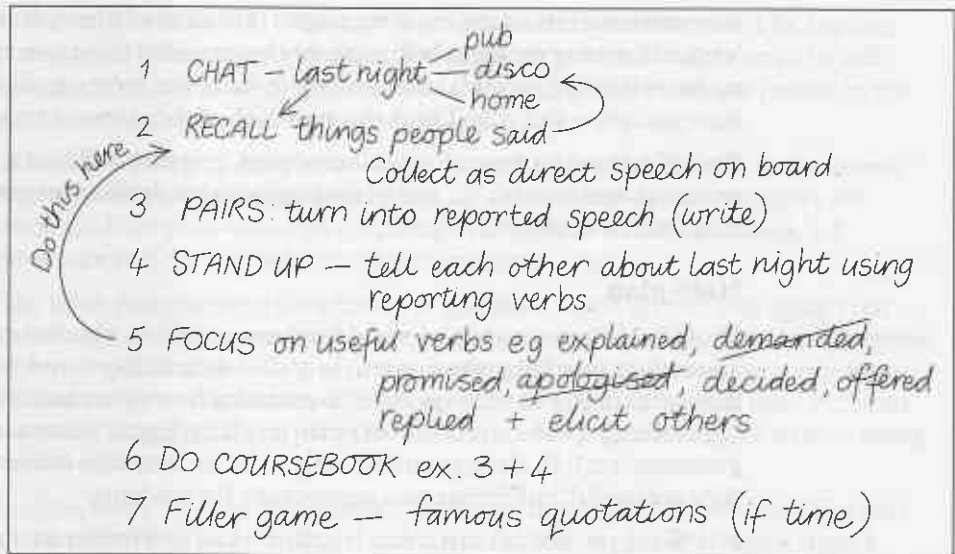 pub
1 CHAT – last night – disco
home
2 RECALL things people said
Do this here
Collect as direct speech on board.
3 PAIRS: turn into reported speech (write)
4 STAND UP – tell each other about last night using
reporting verbs
5 FOCUS on useful verbs eg explained, demanded,
promised, apologised, decided, offered
replied + elicit others
6 DO COURSEBOOK ex. 3 + 4
7 Filler game – famous quotations (if time)